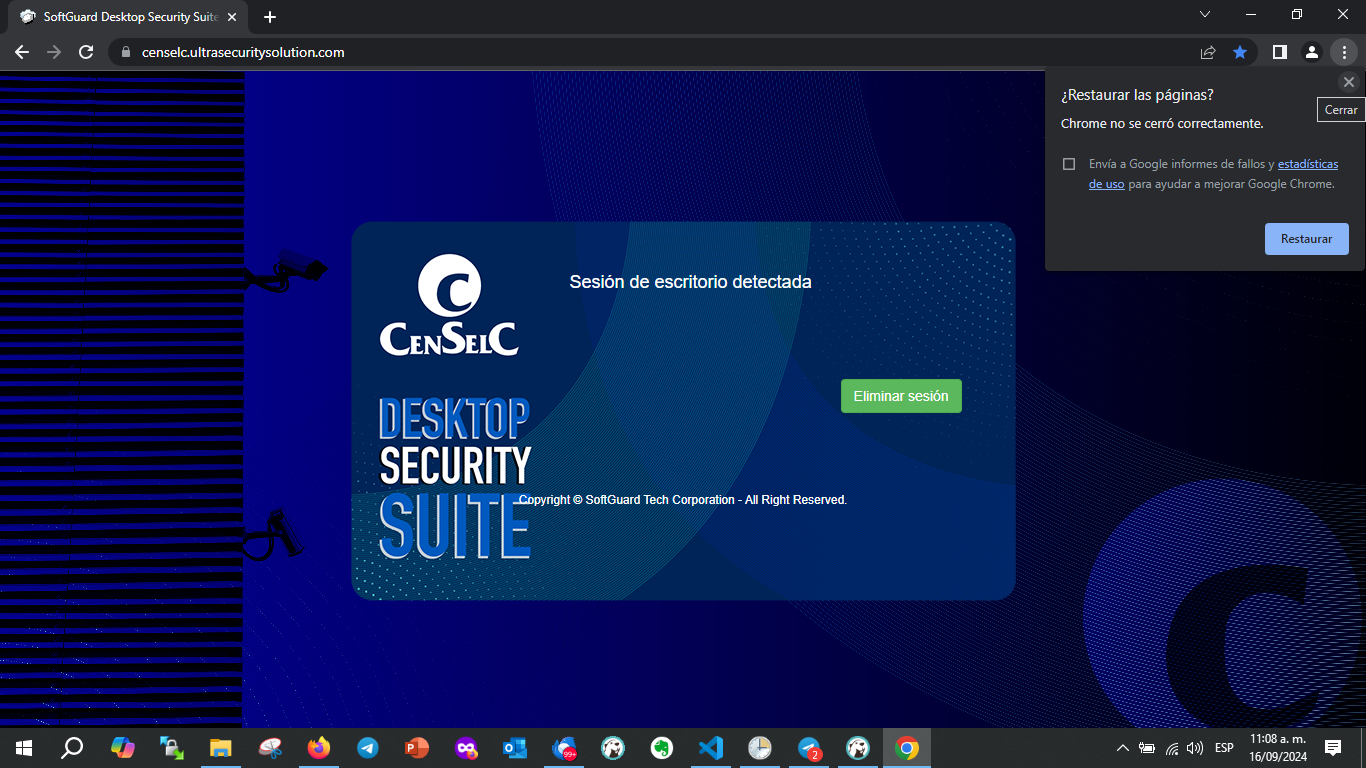 SoftGuard Desktop Security Suite
censelc.ultrasecuritysolution.com
¿Restaurar las páginas?
Cerrar
Chrome no se cerró correctamente.
Envía a Google informes de fallos y estadísticas
de uso para ayudar a mejorar Google Chrome.
Restaurar
Sesión de escritorio detectada
C
CENSELC
Eliminar sesión
DESKTOP
SECURITY
SUITE
Copyright © SoftGuard Tech Corporation - All Right Reserved.
C
99+
2
ESP
11:08 a. m.
16/09/2024